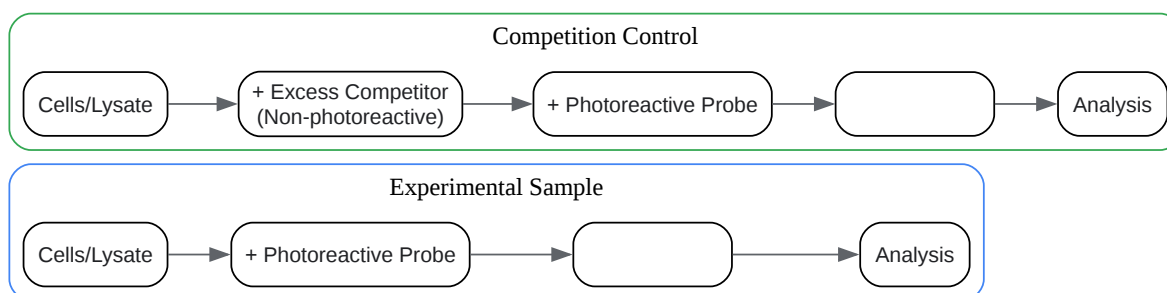 Competition Control
Cells/Lysate
+ Excess Competitor
(Non-photoreactive)
+ Photoreactive Probe
Analysis
Experimental Sample
Cells/Lysate
+ Photoreactive Probe
Analysis